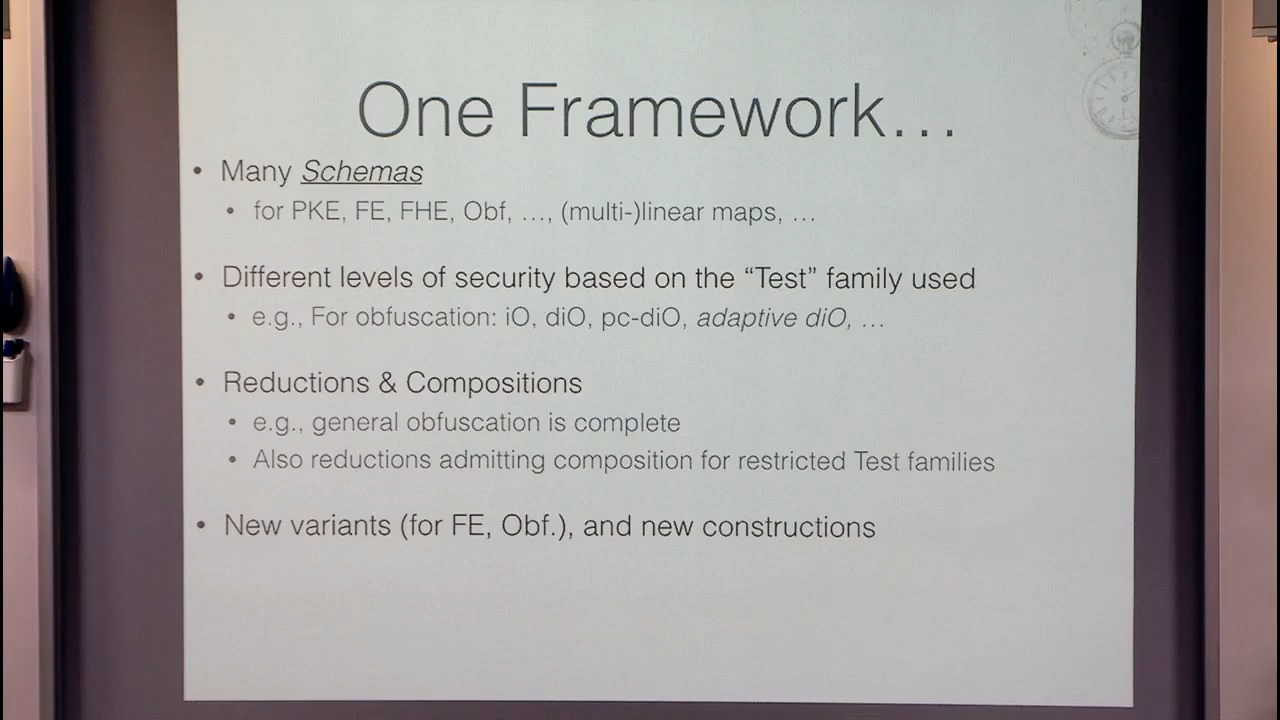 One Framework…
• Many Schemas
• for PKE, FE, FHE, Obf, …, (multi-)linear maps, …
• Different levels of security based on the “Test” family used
• e.g., For obfuscation: iO, diO, pc-diO, adaptive diO, …
• Reductions & Compositions
• e.g., general obfuscation is complete
• Also reductions admitting composition for restricted Test families
• New variants (for FE, Obf.), and new constructions